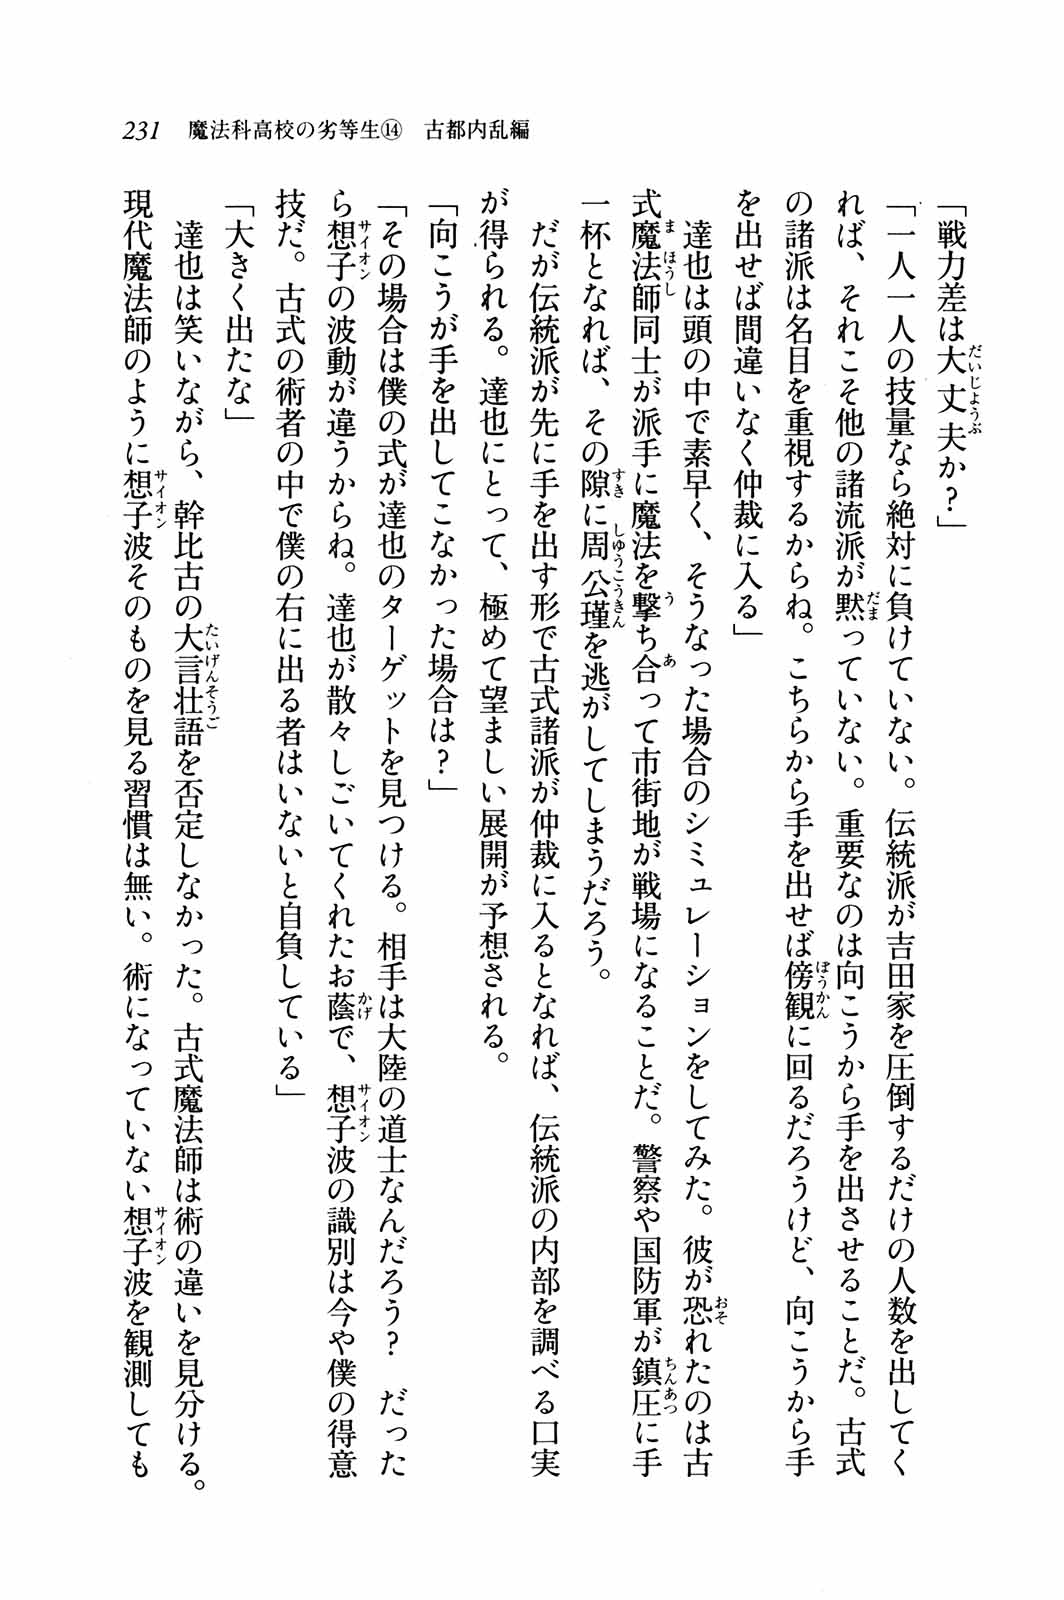 231　魔法科高校の劣等生⑭　古都内乱編
「戦力差は大丈夫か？」
「一人一人の技量なら絶対に負けていない。伝統派が吉田家を圧倒するだけの人数を出してく
れば、それこそ他の諸流派が黙っていない。重要なのは向こうから手を出させることだ。古式
の諸派は名目を重視するからね。こちらから手を出せば傍観に回るだろうけど、向こうから手
を出せば間違いなく仲裁に入る」
　達也は頭の中で素早く、そうなった場合のシミュレーションをしてみた。彼が恐れたのは古
式魔法師同士が派手に魔法を撃ち合って市街地が戦場になることだ。警察や国防軍が鎮圧に手
一杯となれば、その隙に周公瑾を逃がしてしまうだろう。
　だが伝統派が先に手を出す形で古式諸派が仲裁に入るとなれば、伝統派の内部を調べる口実
が得られる。達也にとって、極めて望ましい展開が予想される。
「向こうが手を出してこなかった場合は？」
「その場合は僕の式が達也のターゲットを見つける。相手は大陸の道士なんだろう？　だった
ら想子の波動が違うからね。達也が散々しごいてくれたお蔭で、想子波の識別は今や僕の得意
技だ。古式の術者の中で僕の右に出る者はいないと自負している」
「大きく出たな」
　達也は笑いながら、幹比古の大言壮語を否定しなかった。古式魔法師は術の違いを見分ける。
現代魔法師のように想子波そのものを見る習慣は無い。術になっていない想子波を観測しても